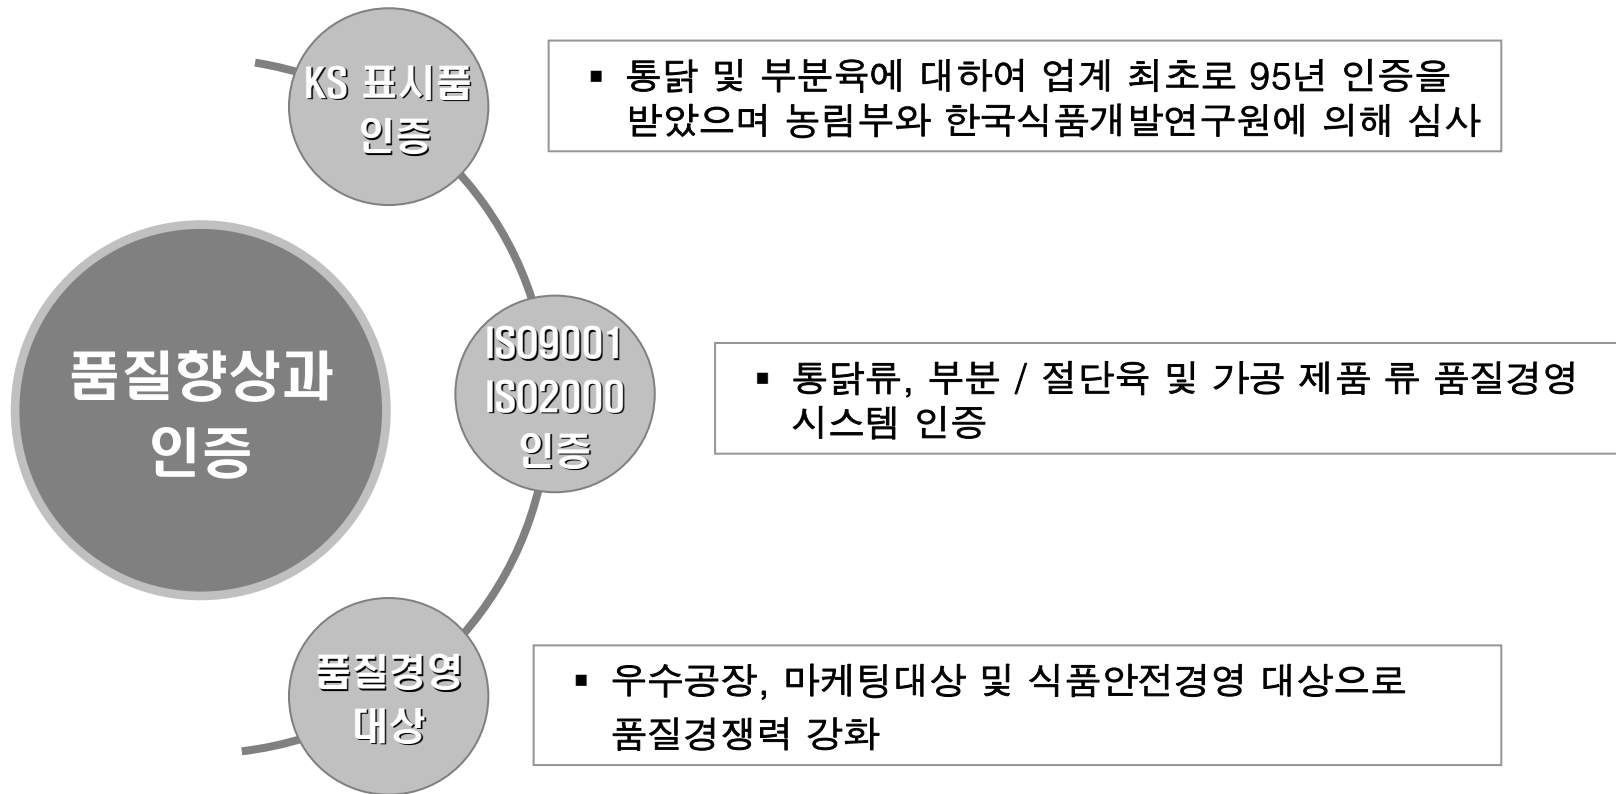 품질향상과
인증
KS 표시품
인증
▪ 통닭 및 부분육에 대하여 업계 최초로 95년 인증을
받았으며 농림부와 한국식품개발연구원에 의해 심사
ISO9001
ISO2000
인증
▪ 통닭류, 부분 / 절단육 및 가공 제품 류 품질경영
시스템 인증
품질경영
대상
▪ 우수공장, 마케팅대상 및 식품안전경영 대상으로
품질경쟁력 강화